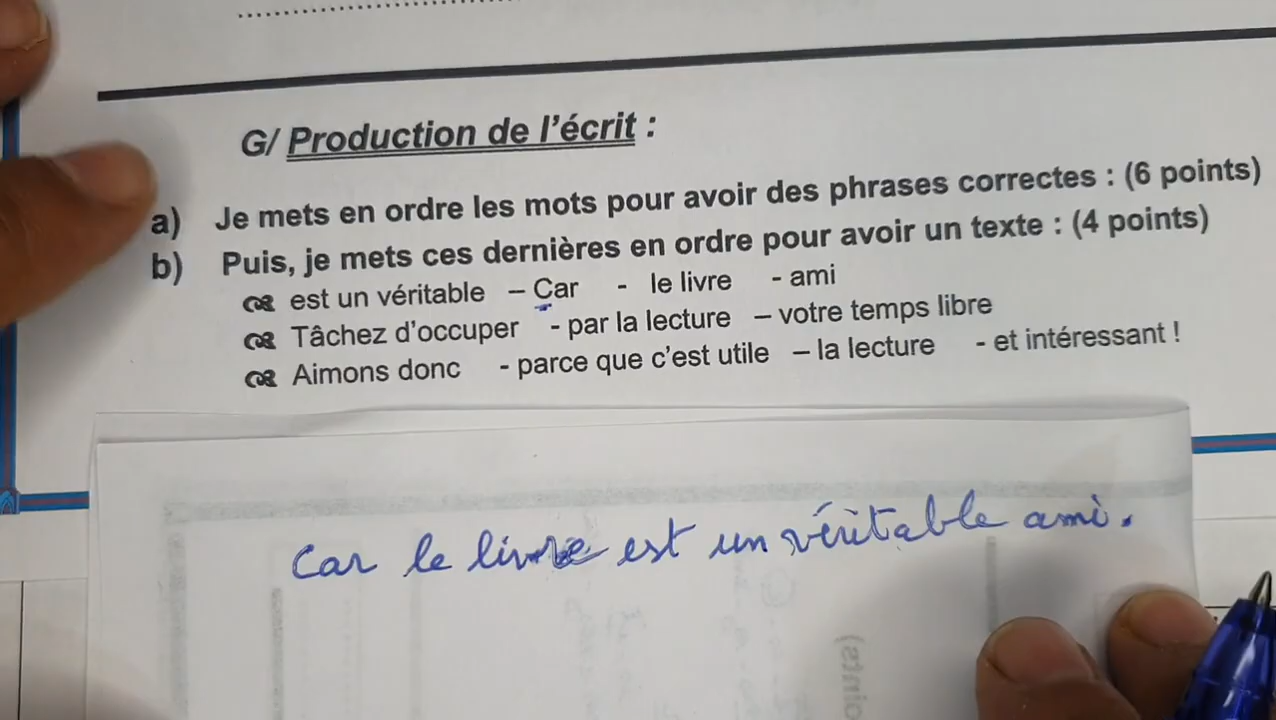 G/ Production de l'écrit :
a) Je mets en ordre les mots pour avoir des phrases correctes : (6 points)
b) Puis, je mets ces dernières en ordre pour avoir un texte : (4 points)
est un véritable – Car - le livre - ami
Tâchez d'occuper - par la lecture – votre temps libre
Aimons donc - parce que c'est utile – la lecture - et intéressant !
Car le livre est un véritable ami.